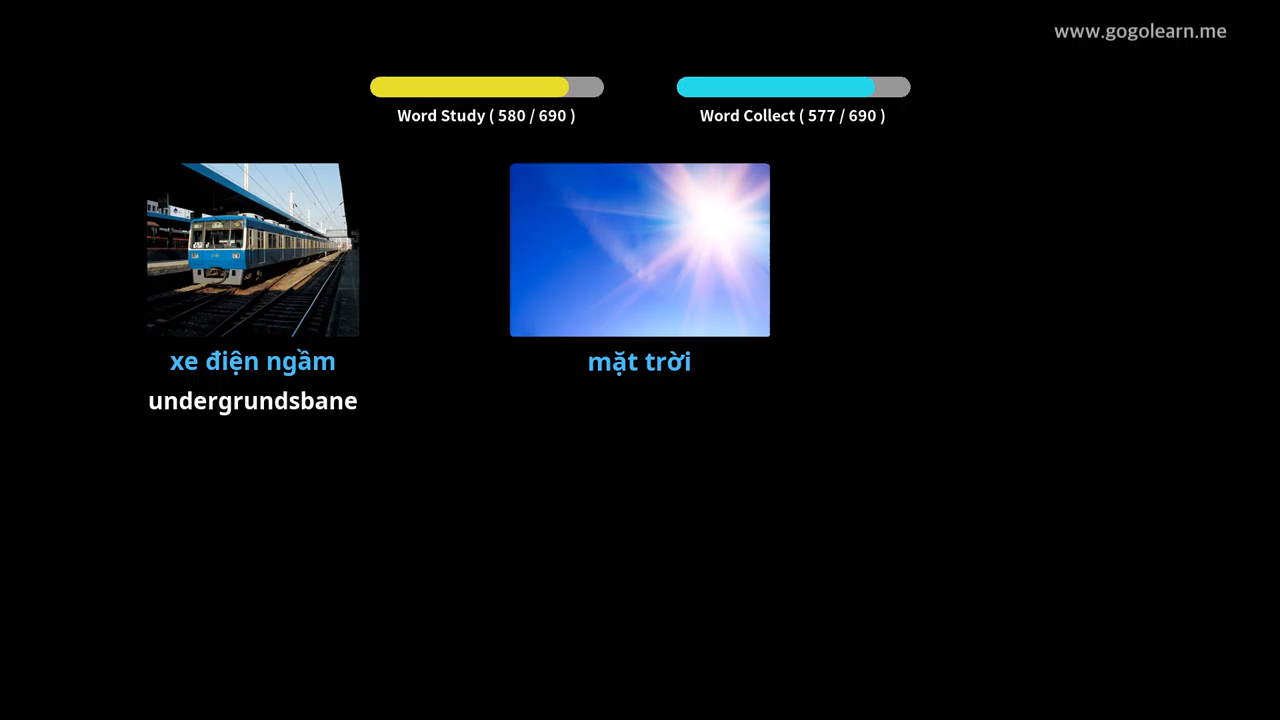 www.gogolearn.me
Word Study ( 580 / 690 )
Word Collect ( 577 / 690 )
xe điện ngầm
mặt trời
undergrundsbane